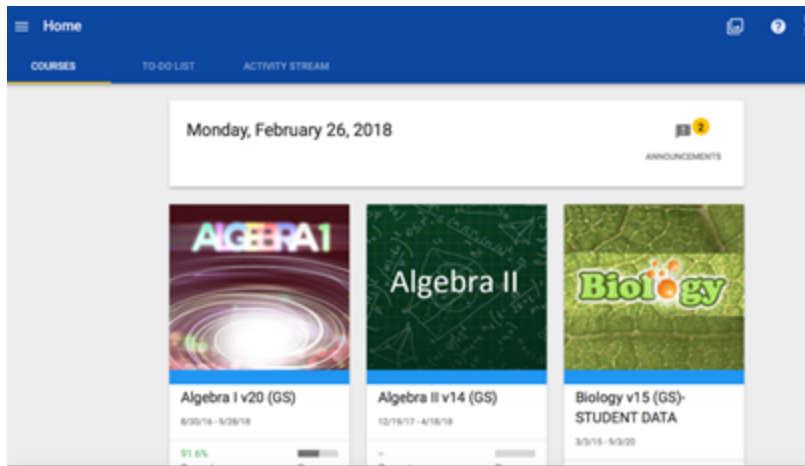 Home
COURSES TO-DO LIST ACTIVITY STREAM
Monday, February 26, 2018
2
ANNOUNCEMENTS
ALGEBRA 1
Algebra II
Biology
Algebra I v20 (GS)
8/30/16 - 9/28/18
91.6%
Algebra II v14 (GS)
12/19/17 - 4/18/18
--
Biology v15 (GS)-
STUDENT DATA
3/3/15 - 9/3/20